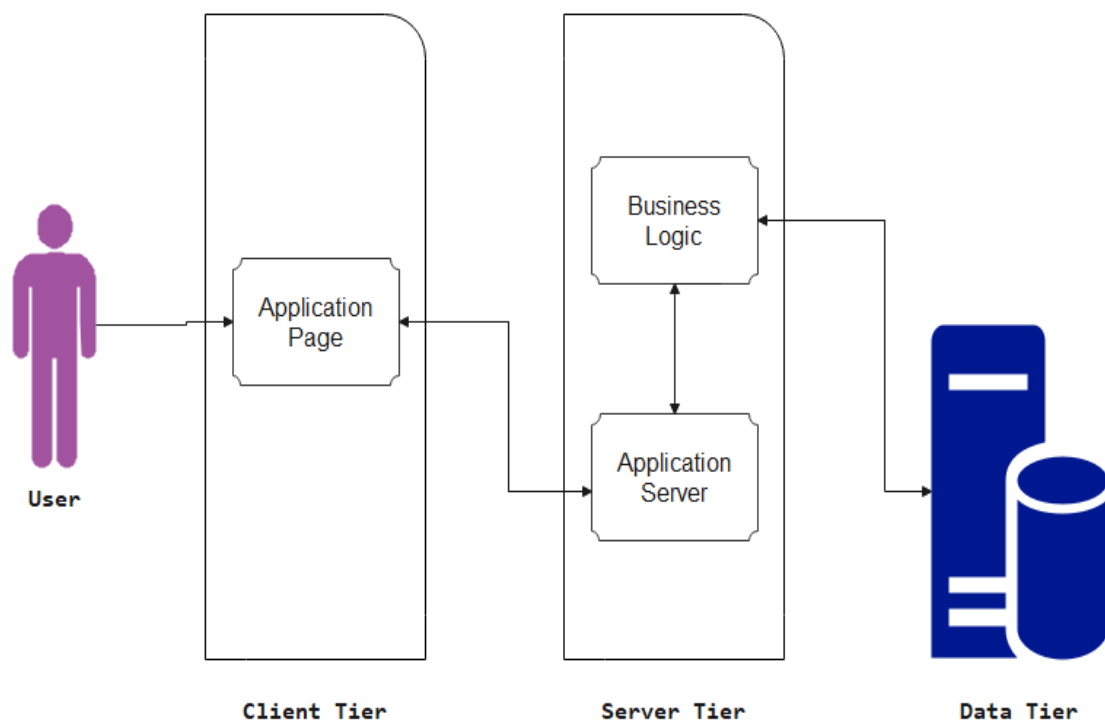 Business
Logic
Application
Page
Application
Server
User
Client Tier
Server Tier
Data Tier